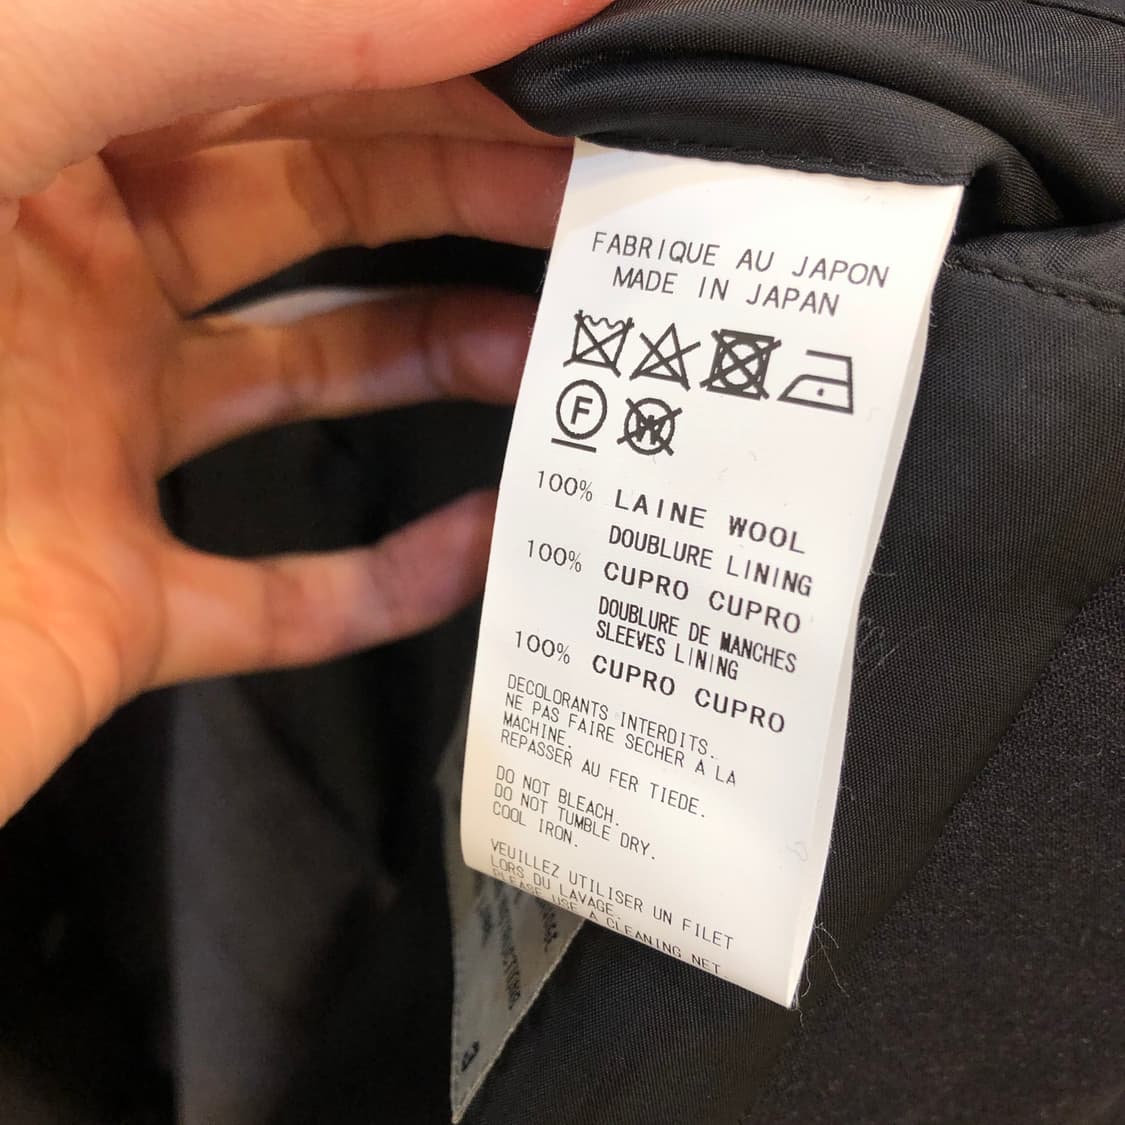 FABRIQUE AU JAPON
MADE IN JAPAN
F
W
100% LAINE WOOL
DOUBLURE LINING
100% CUPRO CUPRO
DOUBLURE DE MANCHES
SLEEVES LINING
100% CUPRO CUPRO
DECOLORANTS INTERDITS.
NE PAS FAIRE SECHER A LA
MACHINE.
REPASSER AU FER TIEDE.
DO NOT BLEACH.
DO NOT TUMBLE DRY.
COOL IRON.
VEUILLEZ UTILISER UN FILET
LORS DU LAVAGE.
PLEASE USE A CLEANING NET